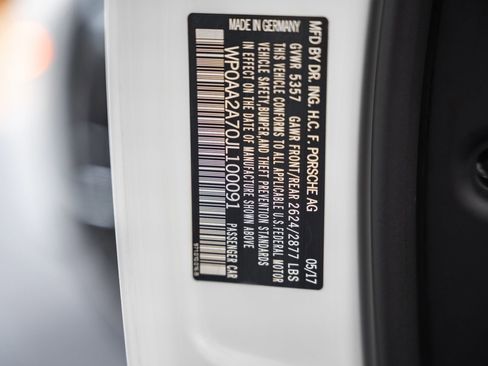 MFD BY DR. ING. H.C. F. PORSCHE AG 05/17
GVWR 5357 GAWR FRONT/REAR 2624/2877 LBS
THIS VEHICLE CONFORMS TO ALL APPLICABLE U.S. FEDERAL MOTOR
VEHICLE SAFETY, BUMPER, AND THEFT PREVENTION STANDARDS
IN EFFECT ON THE DATE OF MANUFACTURE SHOWN ABOVE
MADE IN GERMANY
WP0AA2A70JL100091 PASSENGER CAR